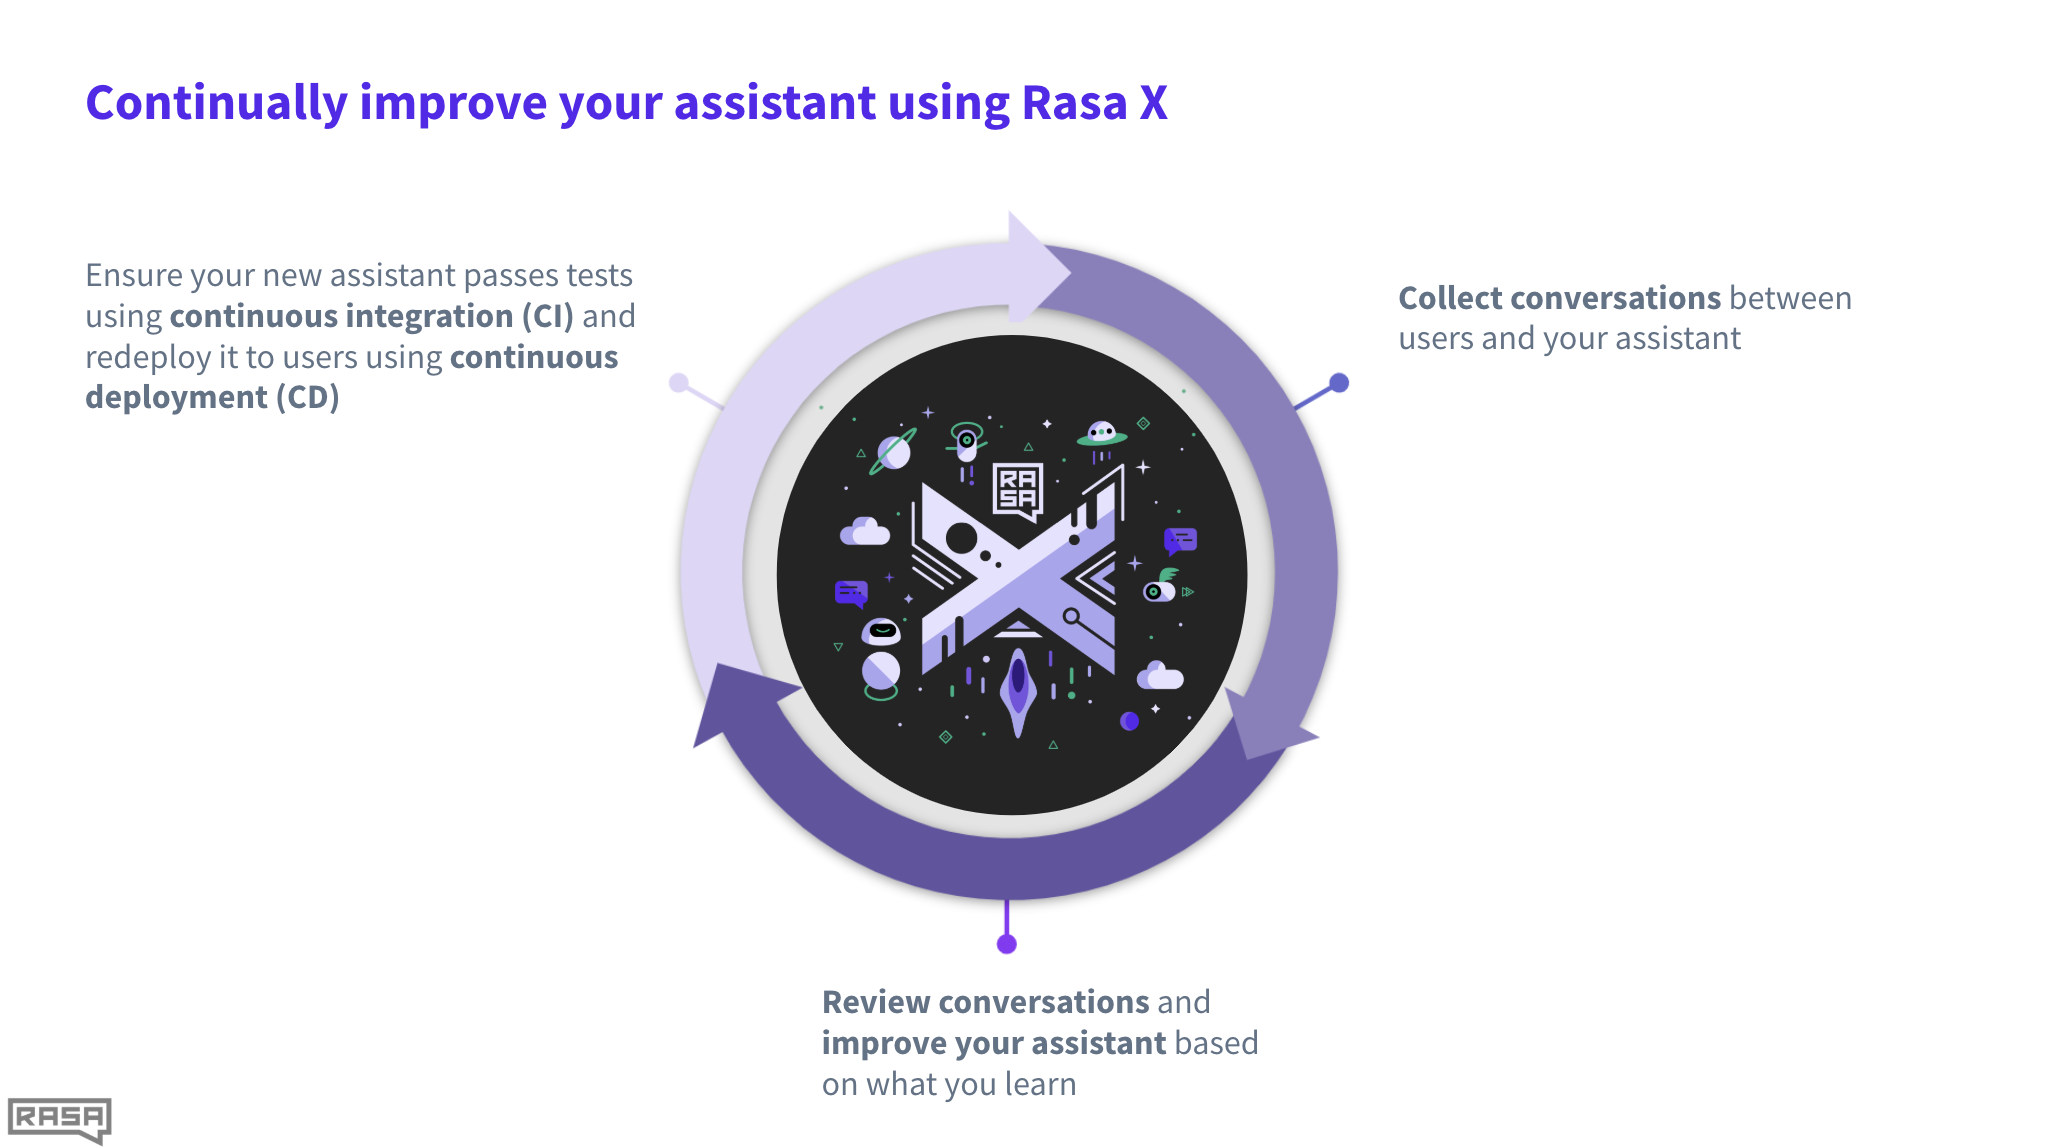 Continually improve your assistant using Rasa X
Ensure your new assistant passes tests
using continuous integration (CI) and
redeploy it to users using continuous
deployment (CD)
Collect conversations between
users and your assistant
RA
SA
Review conversations and
improve your assistant based
on what you learn
RASA